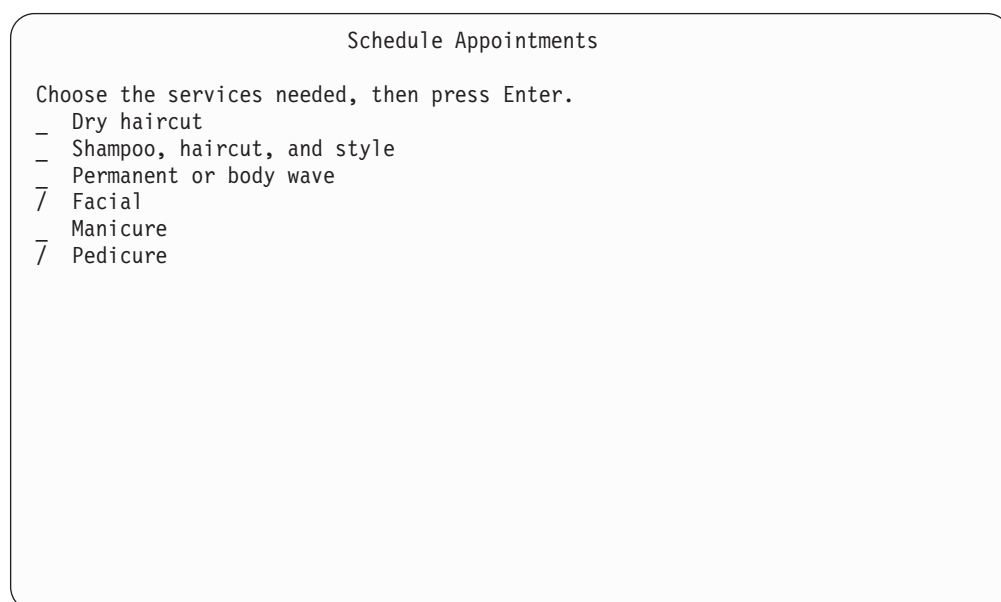 Schedule Appointments
Choose the services needed, then press Enter.
_ Dry haircut
_ Shampoo, haircut, and style
_ Permanent or body wave
/ Facial
_ Manicure
/ Pedicure